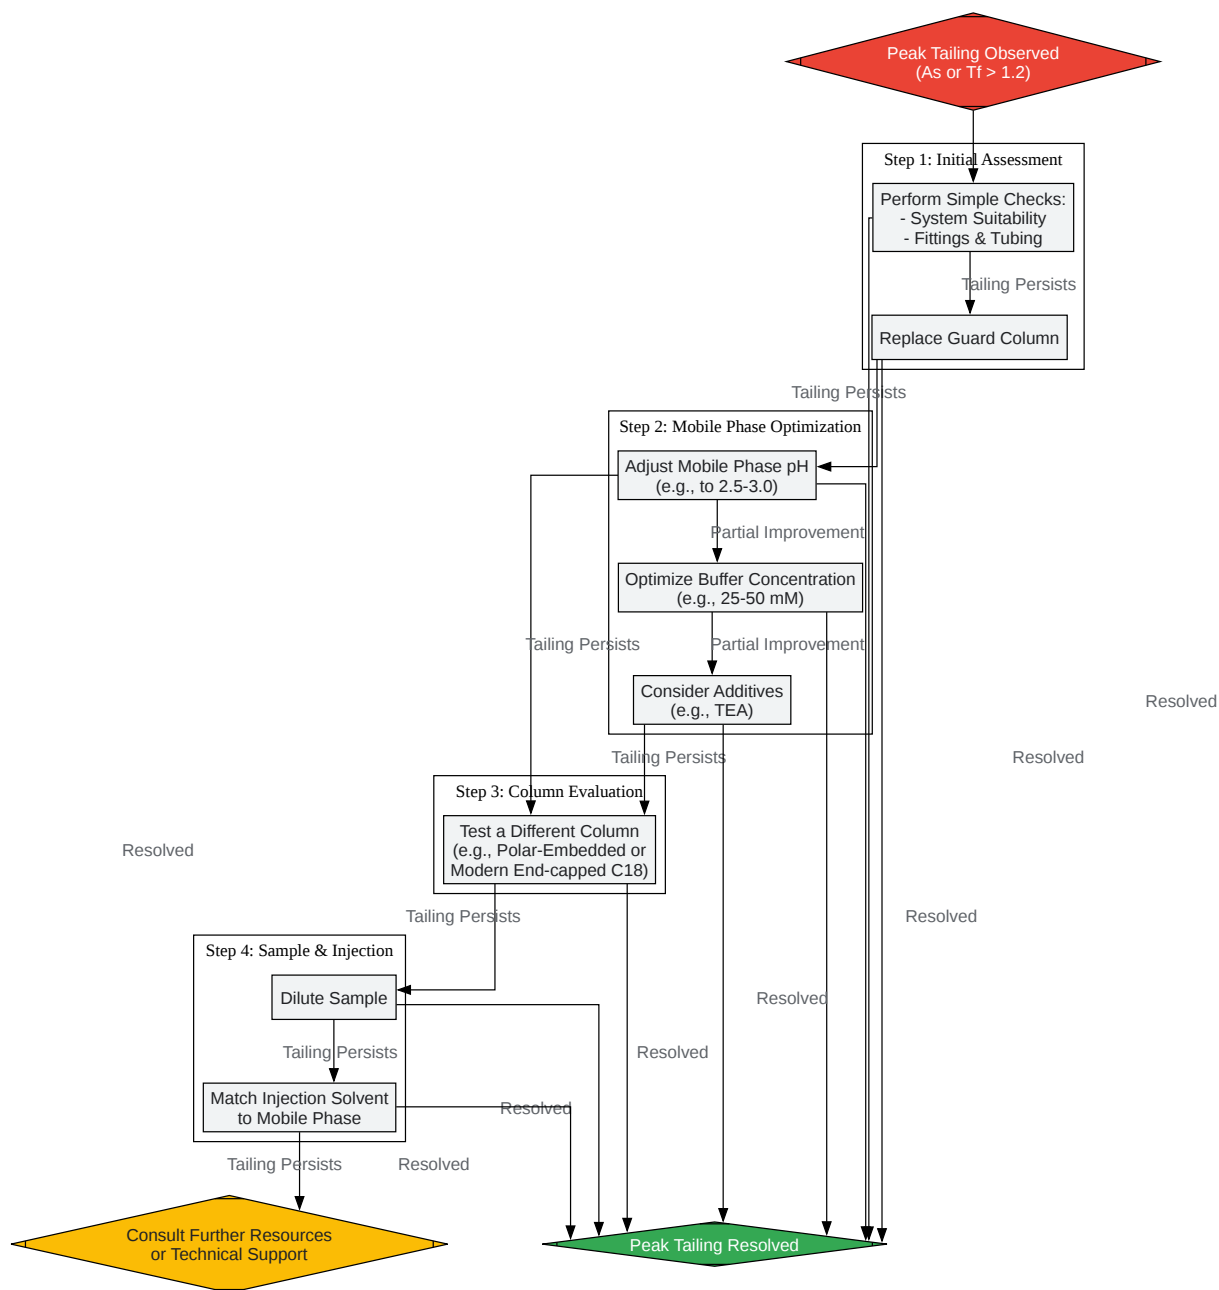 Peak Tailing Observed
(As or Tf > 1.2)
Step 1: Initial Assessment
Perform Simple Checks:
- System Suitability
- Fittings & Tubing
Tailing Persists
Replace Guard Column
Tailing Persists
Step 2: Mobile Phase Optimization
Adjust Mobile Phase pH
(e.g., to 2.5-3.0)
Partial Improvement
Optimize Buffer Concentration
(e.g., 25-50 mM)
Tailing Persists
Partial Improvement
Consider Additives
(e.g., TEA)
Resolved
Tailing Persists
Resolved
Step 3: Column Evaluation
Test a Different Column
(e.g., Polar-Embedded or
Modern End-capped C18)
Resolved
Tailing Persists
Resolved
Step 4: Sample & Injection
Dilute Sample
Resolved
Tailing Persists
Resolved
Match Injection Solvent
to Mobile Phase
Resolved
Tailing Persists
Resolved
Consult Further Resources
or Technical Support
Peak Tailing Resolved